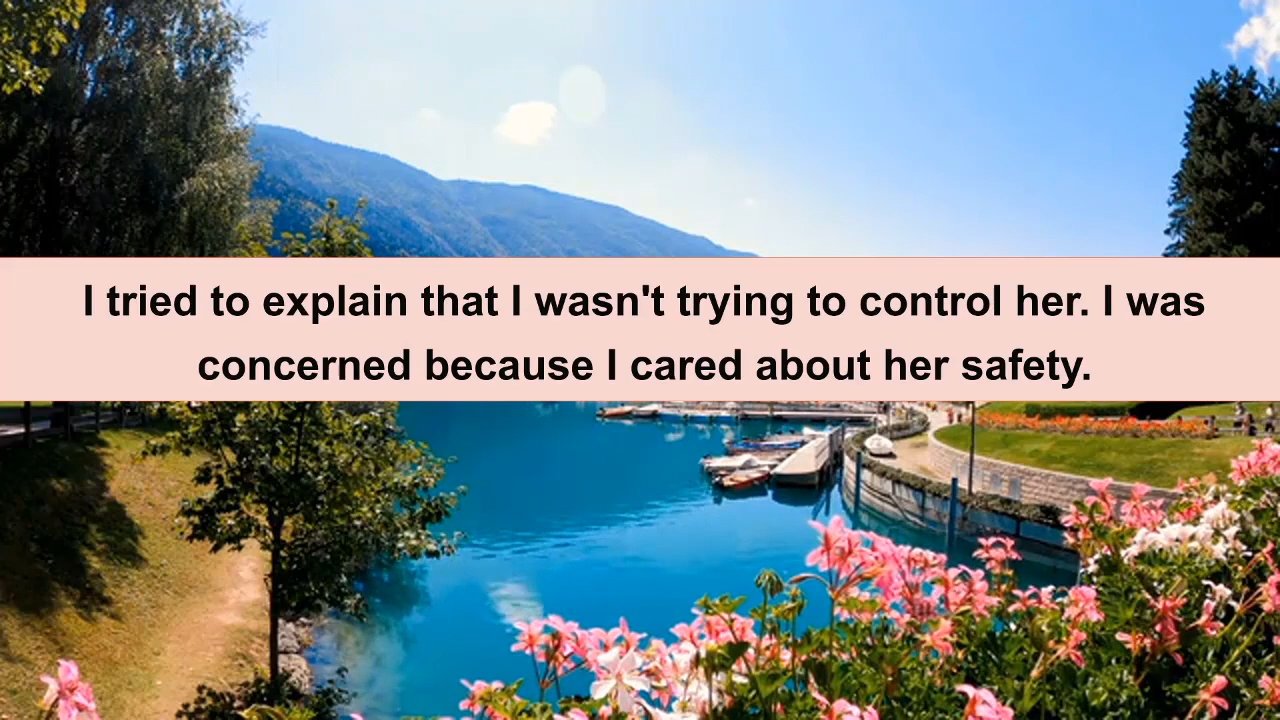 I tried to explain that I wasn't trying to control her. I was
concerned because I cared about her safety.